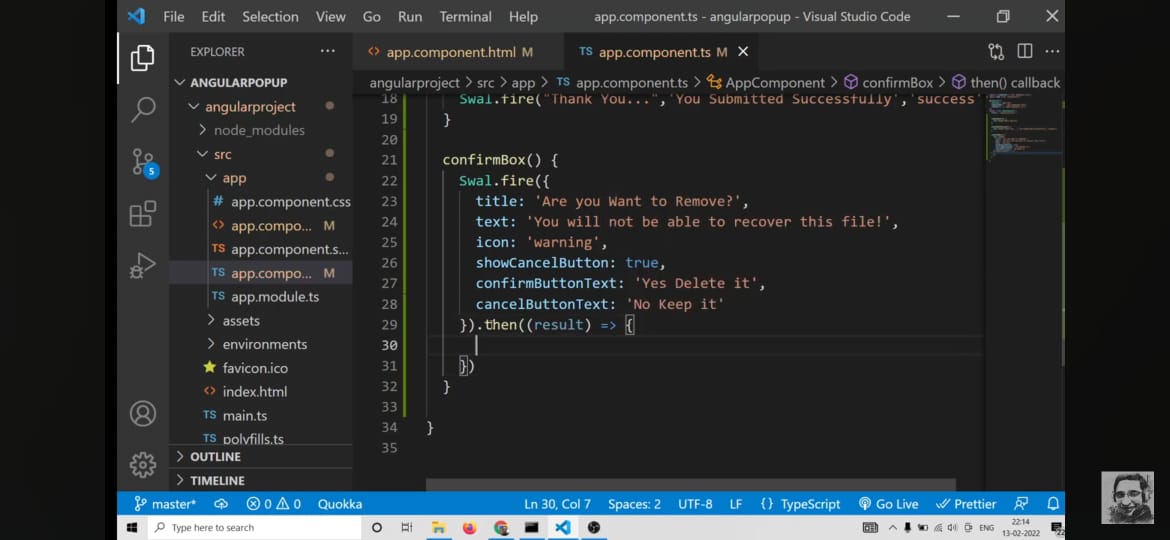 File Edit Selection View Go Run Terminal Help app.component.ts - angularpopup - Visual Studio Code
EXPLORER
ANGULARPOPUP
angularproject
node_modules
src
app
app.component.css
app.compo... M
app.component.s...
app.compo... M
app.module.ts
assets
environments
favicon.ico
index.html
main.ts
polyfills.ts
OUTLINE
TIMELINE
5
app.component.html M
app.component.ts M
angularproject > src > app > app.component.ts > AppComponent > confirmBox > then() callback
18 Swal.fire("Thank You...",'You Submitted Successfully','success'
19 }
20
21 confirmBox() {
22 Swal.fire({
23 title: 'Are you Want to Remove?',
24 text: 'You will not be able to recover this file!',
25 icon: 'warning',
26 showCancelButton: true,
27 confirmButtonText: 'Yes Delete it',
28 cancelButtonText: 'No Keep it'
29 }).then((result) => {
30
31 })
32 }
33
34 }
35
master* 0 0 Quokka Ln 30, Col 7 Spaces: 2 UTF-8 LF {} TypeScript Go Live Prettier
Type here to search
ENG
22:14
13-02-2022